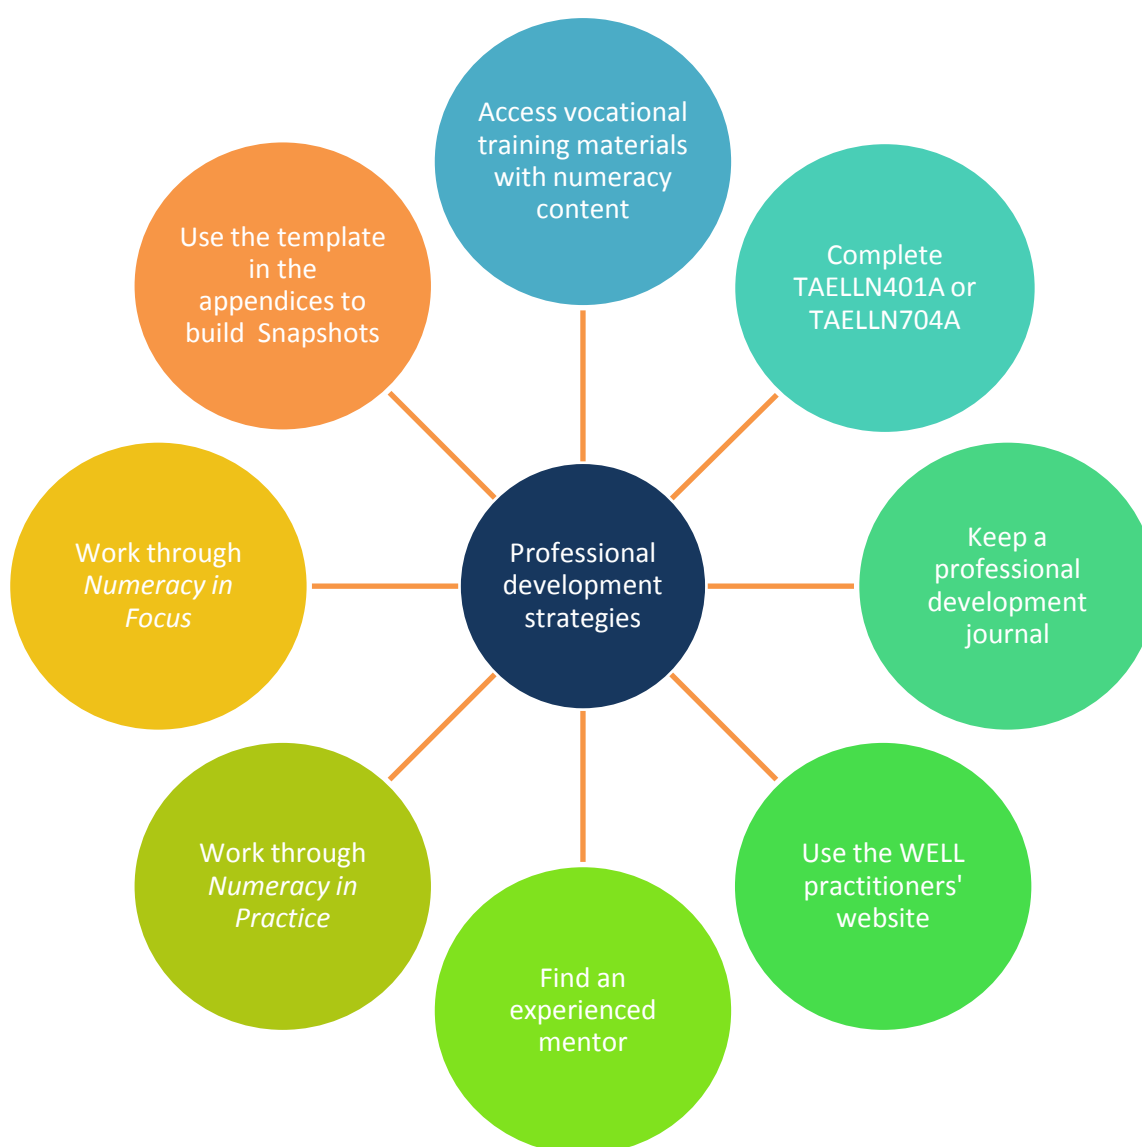 Access vocational
training materials
with numeracy
content
Complete
TAELLN401A or
TAELLN704A
Keep a
professional
development
journal
Use the WELL
practitioners'
website
Find an
experienced
mentor
Work through
Numeracy in
Practice
Work through
Numeracy in
Focus
Use the template
in the
appendices to
build  Snapshots
Professional
development
strategies